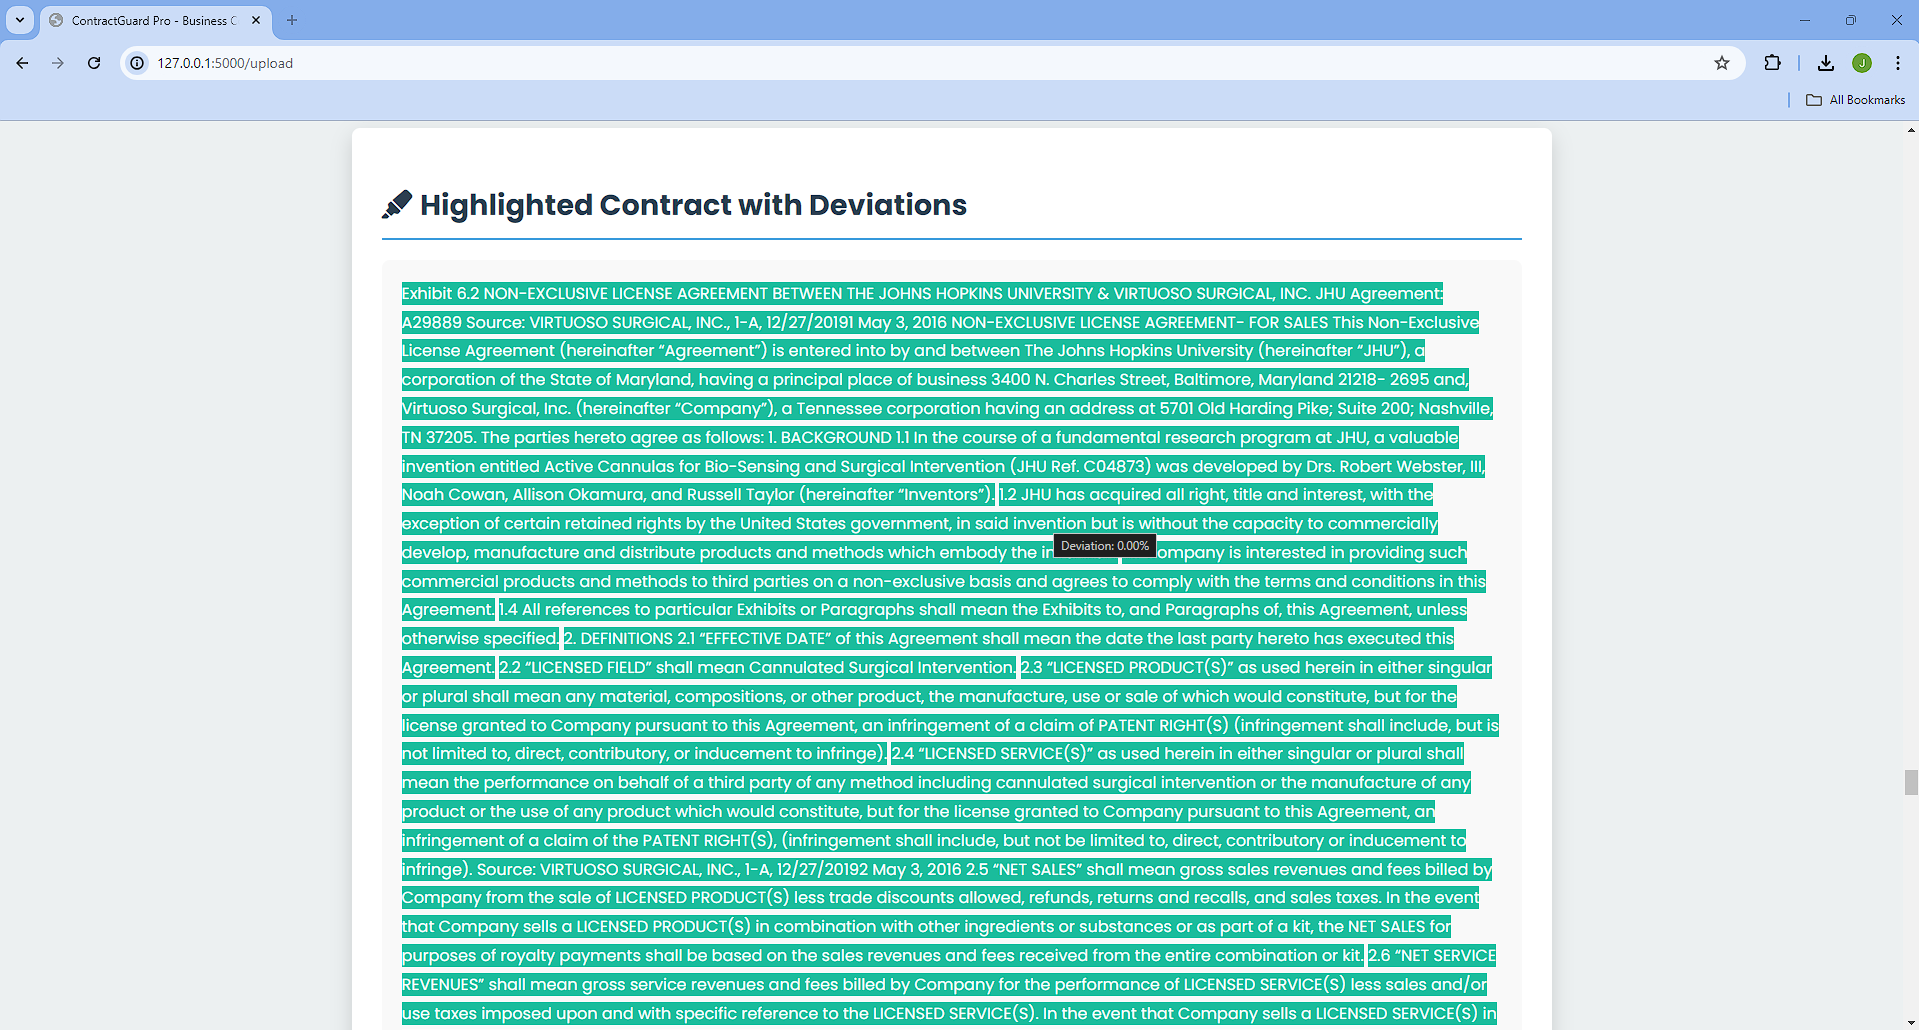 ContractGuard Pro - Business C
127.0.0.1:5000/upload
J
All Bookmarks
Highlighted Contract with Deviations
Exhibit 6.2 NON-EXCLUSIVE LICENSE AGREEMENT BETWEEN THE JOHNS HOPKINS UNIVERSITY & VIRTUOSO SURGICAL, INC. JHU Agreement:
A29889 Source: VIRTUOSO SURGICAL, INC., 1-A, 12/27/20191 May 3, 2016 NON-EXCLUSIVE LICENSE AGREEMENT- FOR SALES This Non-Exclusive
License Agreement (hereinafter “Agreement”) is entered into by and between The Johns Hopkins University (hereinafter “JHU”), a
corporation of the State of Maryland, having a principal place of business 3400 N. Charles Street, Baltimore, Maryland 21218- 2695 and,
Virtuoso Surgical, Inc. (hereinafter “Company”), a Tennessee corporation having an address at 5701 Old Harding Pike; Suite 200; Nashville,
TN 37205. The parties hereto agree as follows: 1. BACKGROUND 1.1 In the course of a fundamental research program at JHU, a valuable
invention entitled Active Cannulas for Bio-Sensing and Surgical Intervention (JHU Ref. C04873) was developed by Drs. Robert Webster, III,
Noah Cowan, Allison Okamura, and Russell Taylor (hereinafter “Inventors”). 1.2 JHU has acquired all right, title and interest, with the
exception of certain retained rights by the United States government, in said invention but is without the capacity to commercially
develop, manufacture and distribute products and methods which embody the in ompany is interested in providing such
Deviation: 0.00%
commercial products and methods to third parties on a non-exclusive basis and agrees to comply with the terms and conditions in this
Agreement. 1.4 All references to particular Exhibits or Paragraphs shall mean the Exhibits to, and Paragraphs of, this Agreement, unless
otherwise specified. 2. DEFINITIONS 2.1 “EFFECTIVE DATE” of this Agreement shall mean the date the last party hereto has executed this
Agreement. 2.2 “LICENSED FIELD” shall mean Cannulated Surgical Intervention. 2.3 “LICENSED PRODUCT(S)” as used herein in either singular
or plural shall mean any material, compositions, or other product, the manufacture, use or sale of which would constitute, but for the
license granted to Company pursuant to this Agreement, an infringement of a claim of PATENT RIGHT(S) (infringement shall include, but is
not limited to, direct, contributory, or inducement to infringe). 2.4 “LICENSED SERVICE(S)” as used herein in either singular or plural shall
mean the performance on behalf of a third party of any method including cannulated surgical intervention or the manufacture of any
product or the use of any product which would constitute, but for the license granted to Company pursuant to this Agreement, an
infringement of a claim of the PATENT RIGHT(S), (infringement shall include, but not be limited to, direct, contributory or inducement to
infringe). Source: VIRTUOSO SURGICAL, INC., 1-A, 12/27/20192 May 3, 2016 2.5 “NET SALES” shall mean gross sales revenues and fees billed by
Company from the sale of LICENSED PRODUCT(S) less trade discounts allowed, refunds, returns and recalls, and sales taxes. In the event
that Company sells a LICENSED PRODUCT(S) in combination with other ingredients or substances or as part of a kit, the NET SALES for
purposes of royalty payments shall be based on the sales revenues and fees received from the entire combination or kit. 2.6 “NET SERVICE
REVENUES” shall mean gross service revenues and fees billed by Company for the performance of LICENSED SERVICE(S) less sales and/or
use taxes imposed upon and with specific reference to the LICENSED SERVICE(S). In the event that Company sells a LICENSED SERVICE(S) in